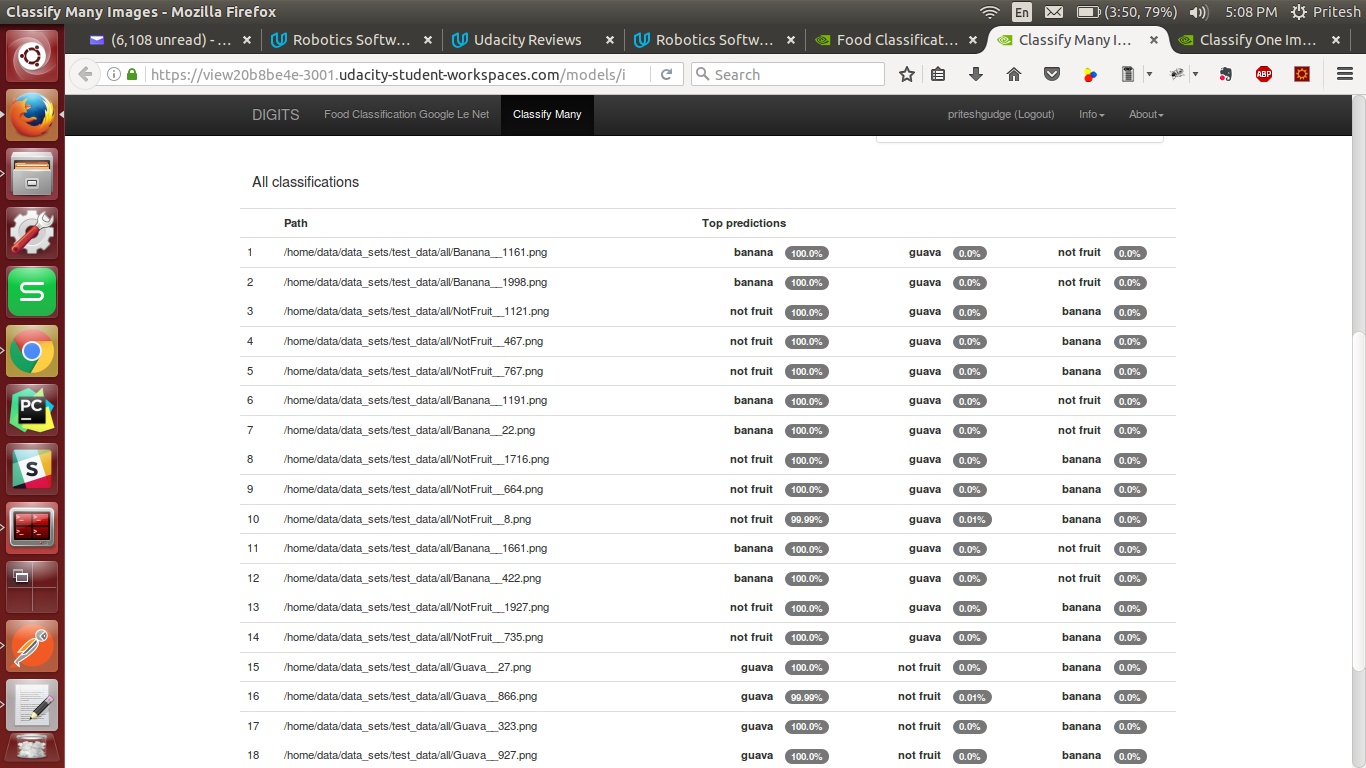 Classify Many Images - Mozilla Firefox En (3:50, 79%) 5:08 PM Pritesh
(6,108 unread) - ... × Robotics Softw... × Udacity Reviews × Robotics Softw... × Food Classificat... × Classify Many I... × Classify One Im... ×
https://view20b8be4e-3001.udacity-student-workspaces.com/models/i Search ABP
DIGITS Food Classification Google Le Net Classify Many priteshgudge (Logout) Info About
All classifications
Path Top predictions
1 /home/data/data_sets/test_data/all/Banana__1161.png banana 100.0% guava 0.0% not fruit 0.0%
2 /home/data/data_sets/test_data/all/Banana__1998.png banana 100.0% guava 0.0% not fruit 0.0%
3 /home/data/data_sets/test_data/all/NotFruit__1121.png not fruit 100.0% guava 0.0% banana 0.0%
4 /home/data/data_sets/test_data/all/NotFruit__467.png not fruit 100.0% guava 0.0% banana 0.0%
5 /home/data/data_sets/test_data/all/NotFruit__767.png not fruit 100.0% guava 0.0% banana 0.0%
6 /home/data/data_sets/test_data/all/Banana__1191.png banana 100.0% guava 0.0% not fruit 0.0%
7 /home/data/data_sets/test_data/all/Banana__22.png banana 100.0% guava 0.0% not fruit 0.0%
8 /home/data/data_sets/test_data/all/NotFruit__1716.png not fruit 100.0% guava 0.0% banana 0.0%
9 /home/data/data_sets/test_data/all/NotFruit__664.png not fruit 100.0% guava 0.0% banana 0.0%
10 /home/data/data_sets/test_data/all/NotFruit__8.png not fruit 99.99% guava 0.01% banana 0.0%
11 /home/data/data_sets/test_data/all/Banana__1661.png banana 100.0% guava 0.0% not fruit 0.0%
12 /home/data/data_sets/test_data/all/Banana__422.png banana 100.0% guava 0.0% not fruit 0.0%
13 /home/data/data_sets/test_data/all/NotFruit__1927.png not fruit 100.0% guava 0.0% banana 0.0%
14 /home/data/data_sets/test_data/all/NotFruit__735.png not fruit 100.0% guava 0.0% banana 0.0%
15 /home/data/data_sets/test_data/all/Guava__27.png guava 100.0% not fruit 0.0% banana 0.0%
16 /home/data/data_sets/test_data/all/Guava__866.png guava 99.99% not fruit 0.01% banana 0.0%
17 /home/data/data_sets/test_data/all/Guava__323.png guava 100.0% not fruit 0.0% banana 0.0%
18 /home/data/data_sets/test_data/all/Guava__927.png guava 100.0% not fruit 0.0% banana 0.0%
S
PC
S